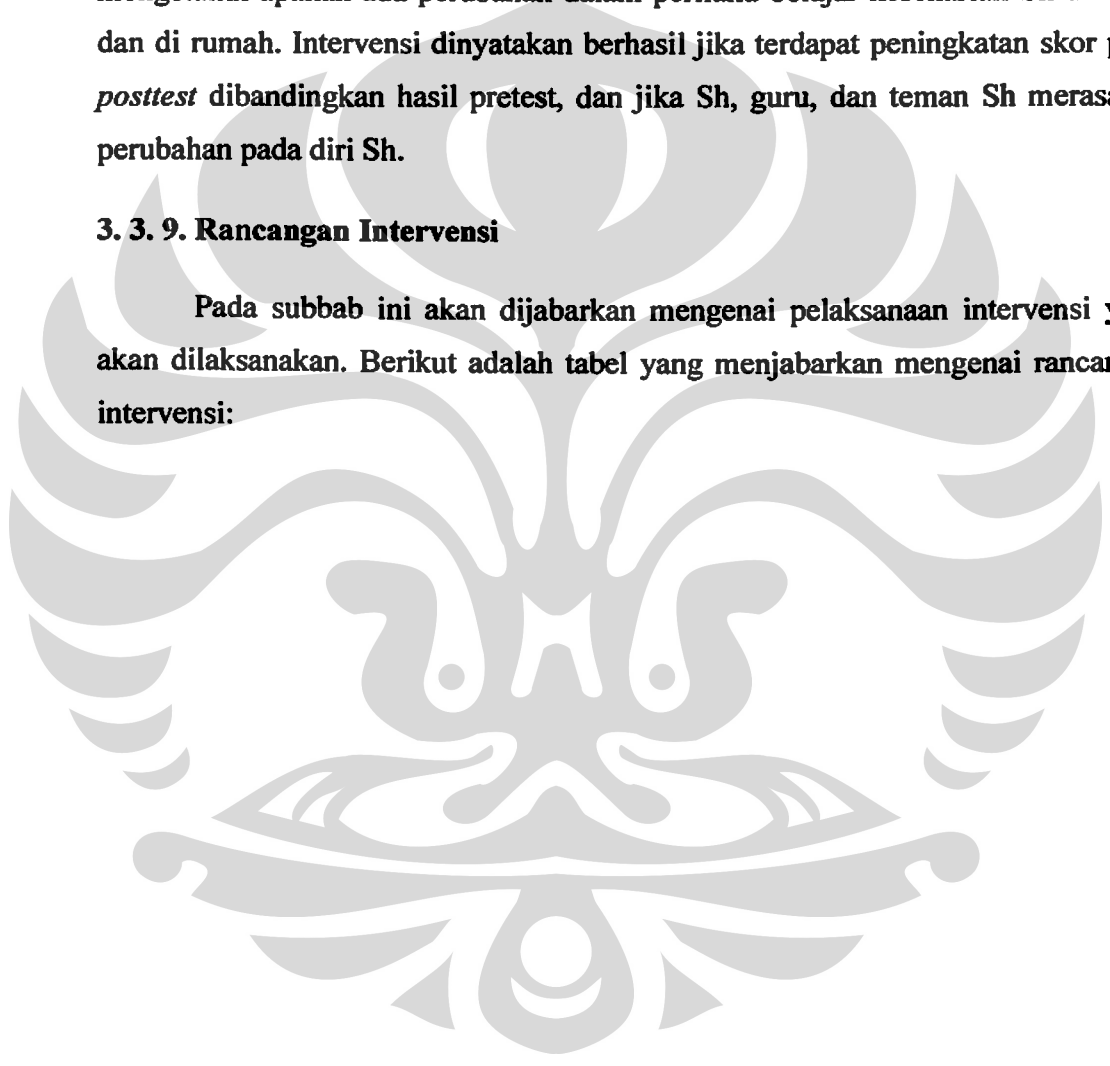 dan di rumah. Intervensi dinyatakan berhasil jika terdapat peningkatan skor
posttest dibandingkan hasil pretest, dan jika Sh, guru, dan teman Sh
perubahan pada diri Sh.
3. 3. 9. Rancangan Intervensi
Pada subbab ini akan dijabarkan mengenai pelaksanaan intervensi
akan dilaksanakan. Berikut adalah tabel yang menjabarkan mengenai
intervensi: